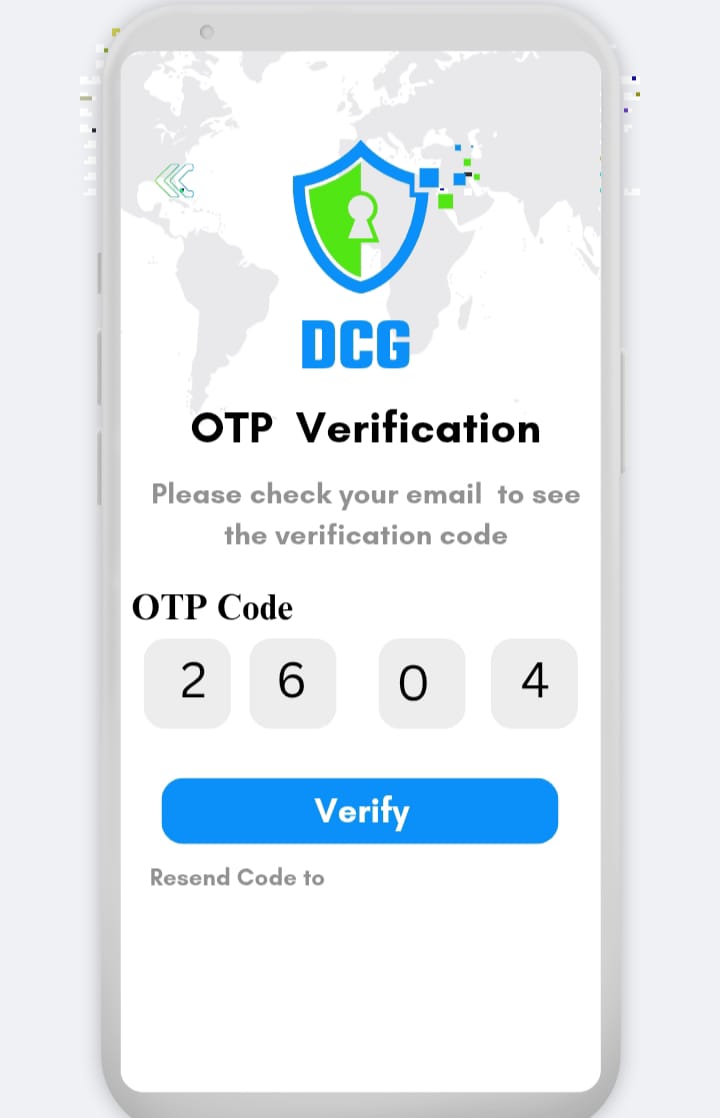 DCG
OTP Verification
Please check your email to see
the verification code
OTP Code
2 6 0 4
Verify
Resend Code to